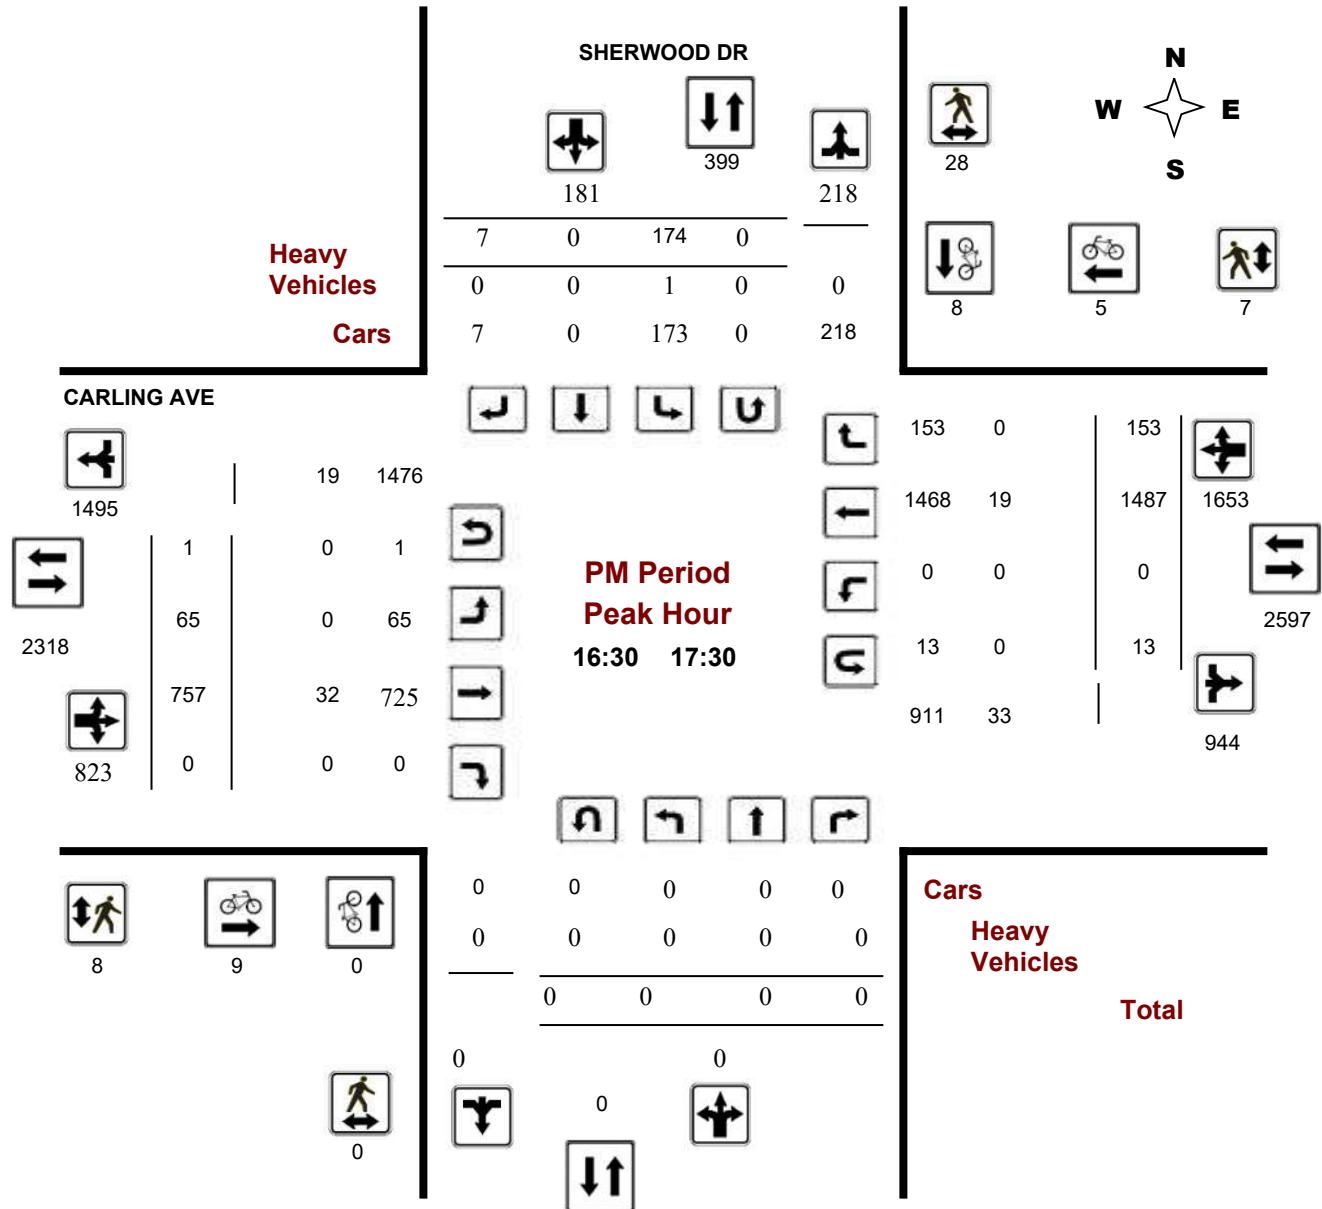 SHERWOOD DR
N
W E
S
399
28
181 218
7 0 174 0
Heavy
Vehicles
0 0 1 0 0
8 5 7
Cars 7 0 173 0 218
CARLING AVE
153 0 153
19 1476
1495
1468 19 1487 1653
1 0 1
PM Period
0 0 0
Peak Hour
65 0 65
2597
2318
16:30 17:30
13 0 13
757 32 725
911 33
944
823 0 0 0
0 0 0 0 0
Cars
0 0 0 0 0
Heavy
Vehicles
8 9 0
0 0 0 0
Total
0 0
0
0